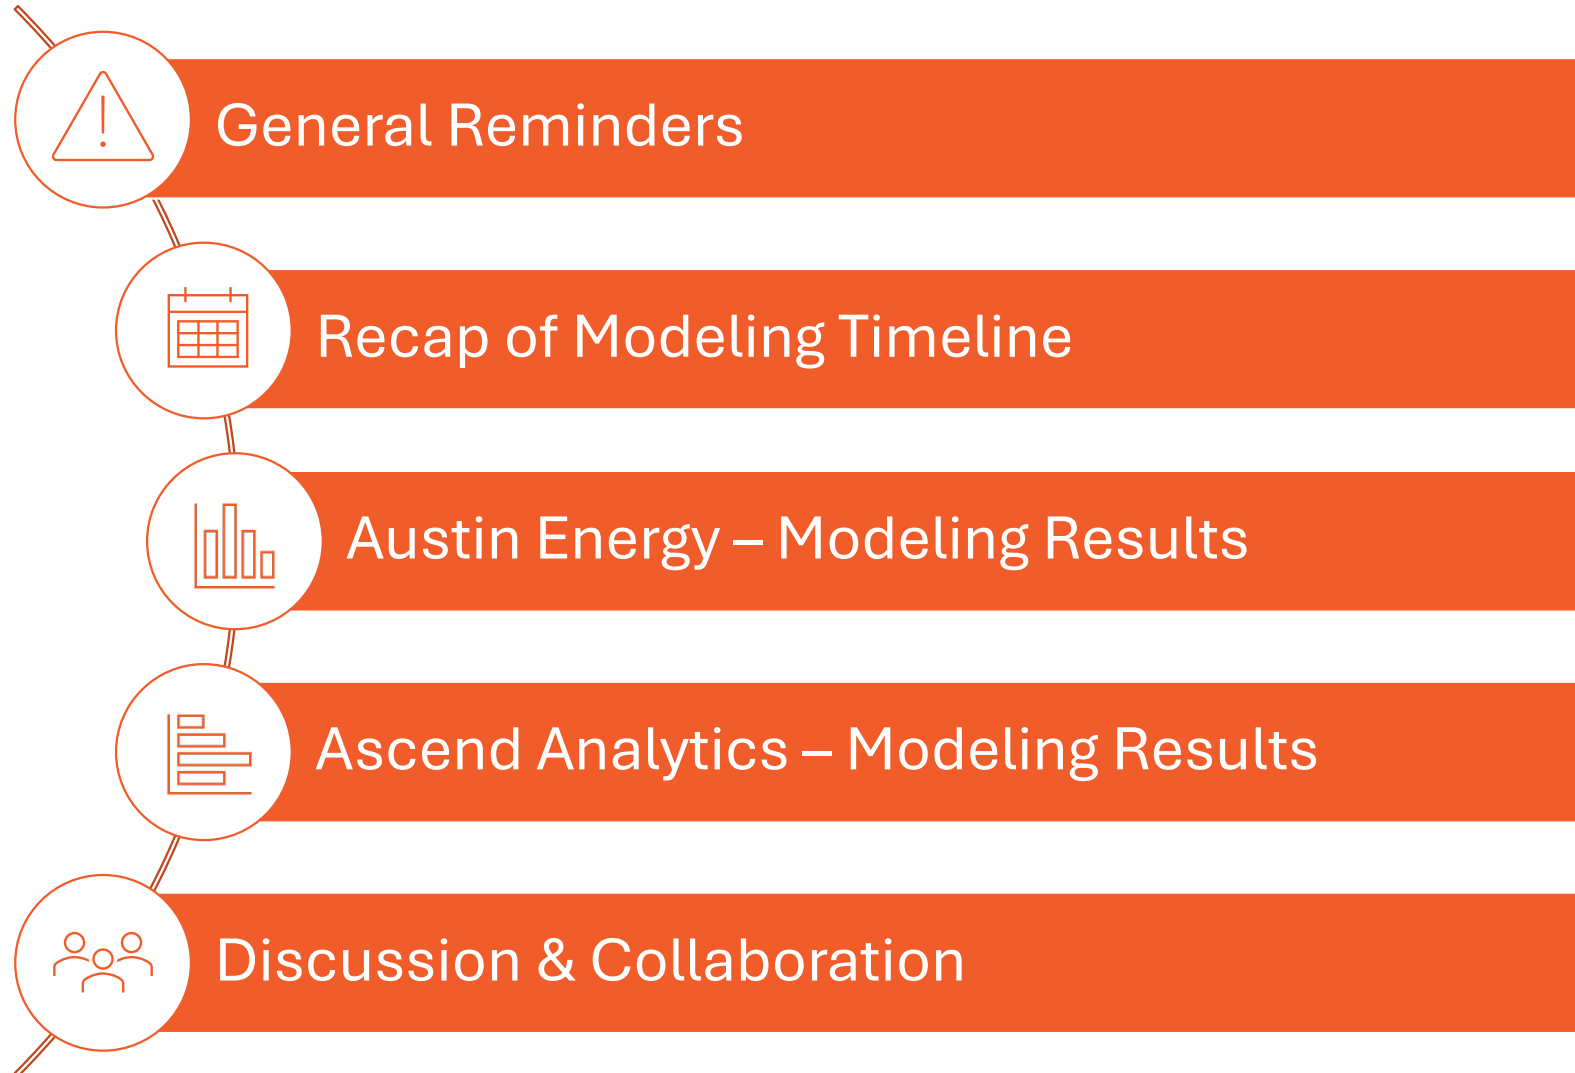 General Reminders
Recap of Modeling Timeline
Austin Energy – Modeling Results
Ascend Analytics – Modeling Results
Discussion & Collaboration